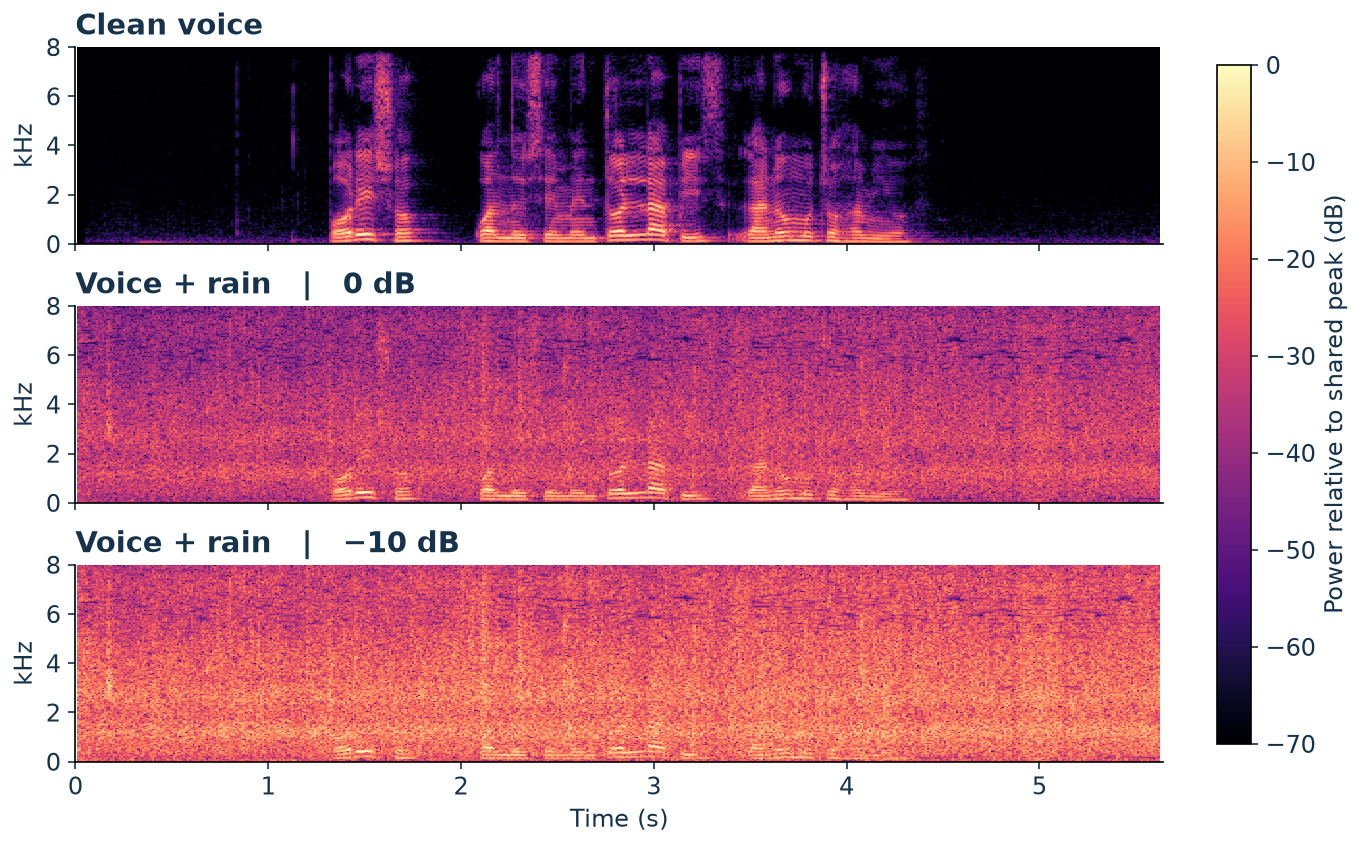 Clean voice
8
6
4
2
0
kHz
Voice + rain | 0 dB
8
6
4
2
0
kHz
Voice + rain | −10 dB
8
6
4
2
0
kHz
0 1 2 3 4 5
Time (s)
0
−10
−20
−30
−40
−50
−60
−70
Power relative to shared peak (dB)